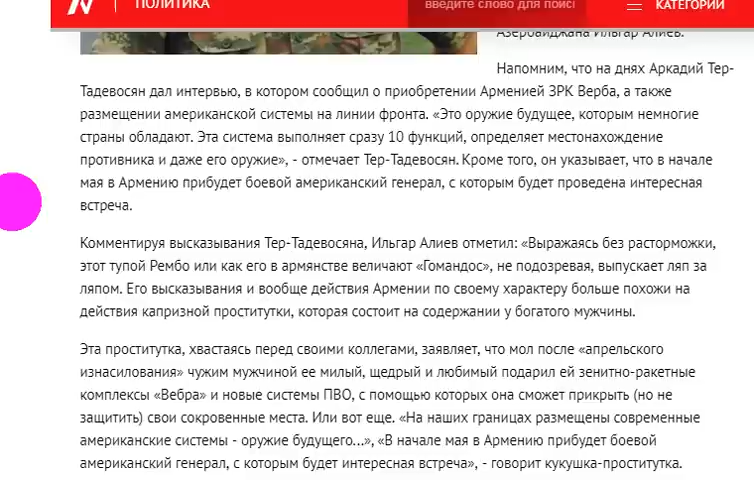 ПОЛИТИКА
введите слово для поиска
КАТЕГОРИИ
Азербайджана Ильгар Алиев.
Напомним, что на днях Аркадий Тер-
Тадевосян дал интервью, в котором сообщил о приобретении Арменией ЗРК Верба, а также
размещении американской системы на линии фронта. «Это оружие будущее, которым немногие
страны обладают. Эта система выполняет сразу 10 функций, определяет местонахождение
противника и даже его оружие», - отмечает Тер-Тадевосян. Кроме того, он указывает, что в начале
мая в Армению прибудет боевой американский генерал, с которым будет проведена интересная
встреча.
Комментируя высказывания Тер-Тадевосяна, Ильгар Алиев отметил: «Выражаясь без расторможки,
этот тупой Рембо или как его в армянстве величают «Гомандос», не подозревая, выпускает ляп за
ляпом. Его высказывания и вообще действия Армении по своему характеру больше похожи на
действия капризной проститутки, которая состоит на содержании у богатого мужчины.
Эта проститутка, хвастаясь перед своими коллегами, заявляет, что мол после «апрельского
изнасилования» чужим мужчиной ее милый, щедрый и любимый подарил ей зенитно-ракетные
комплексы «Вебра» и новые системы ПВО, с помощью которых она сможет прикрыть (но не
защитить) свои сокровенные места. Или вот еще. «На наших границах размещены современные
американские системы - оружие будущего...», «В начале мая в Армению прибудет боевой
американский генерал, с которым будет интересная встреча», - говорит кукушка-проститутка.